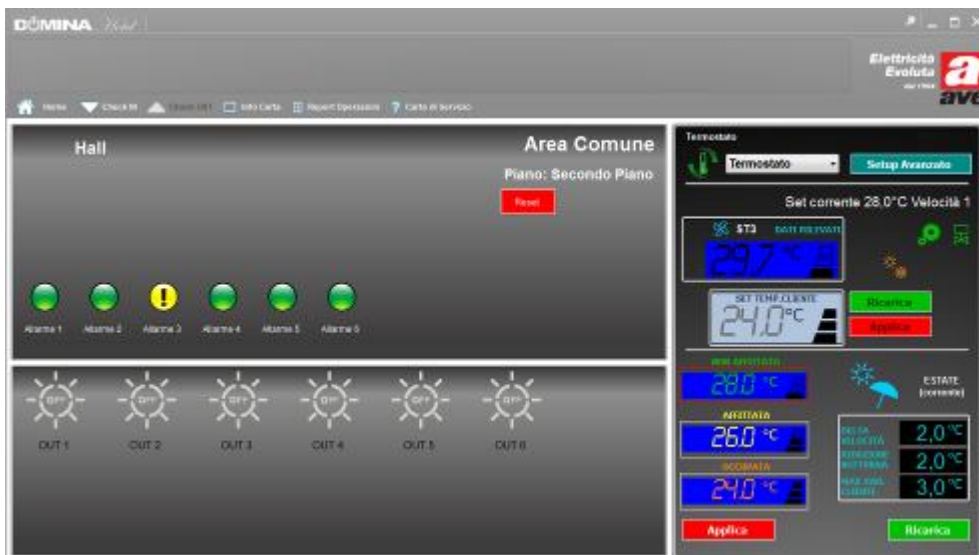 DOMINA Hotel
Elettricità
Evoluta
ave
Home Check IN Check OUT Info Carta Report Operazioni ? Carta di Servizio
Hall
Area Comune
Piano: Secondo Piano
Reset
Allarme 1 Allarme 2 Allarme 3 Allarme 4 Allarme 5 Allarme 6
OFF OFF OFF OFF OFF OFF
OUT 1 OUT 2 OUT 3 OUT 4 OUT 5 OUT 6
Termostato
Termostato
Setup Avanzato
Set corrente 28,0°C Velocità 1
ST3 DATI RILEVATI
29.7 °C
SET TEMP.CLIENTE
24.0°C
Ricarica
Applica
NON AFFITTATA
28.0 °C
AFFITTATA
26.0 °C
OCCUPATA
24.0 °C
ESTATE
(corrente)
DELTA
VELOCITÀ
2,0°C
RIDUZIONE
NOTTURNA
2,0°C
MAX.VAR.
CLIENTE
3,0°C
Applica
Ricarica